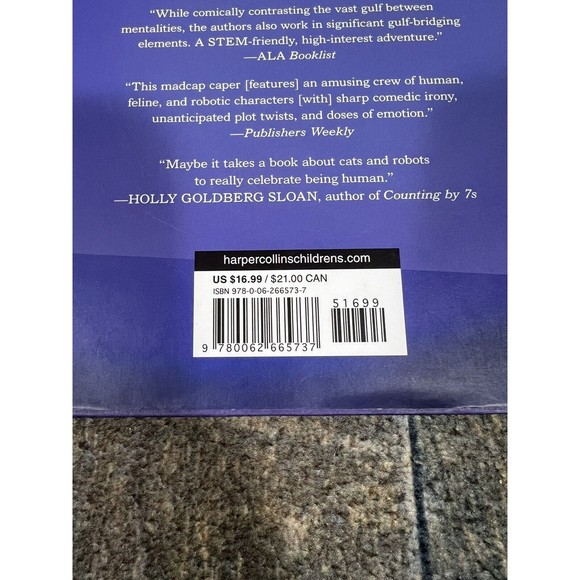 “While comically contrasting the vast gulf between
mentalities, the authors also work in significant gulf-bridging
elements. A STEM-friendly, high-interest adventure.”
—ALA Booklist
“This madcap caper [features] an amusing crew of human,
feline, and robotic characters [with] sharp comedic irony,
unanticipated plot twists, and doses of emotion.”
—Publishers Weekly
“Maybe it takes a book about cats and robots
to really celebrate being human.”
—HOLLY GOLDBERG SLOAN, author of Counting by 7s
harpercollinschildrens.com
US $16.99 / $21.00 CAN
ISBN 978-0-06-266573-7
51699
9 780062 665737